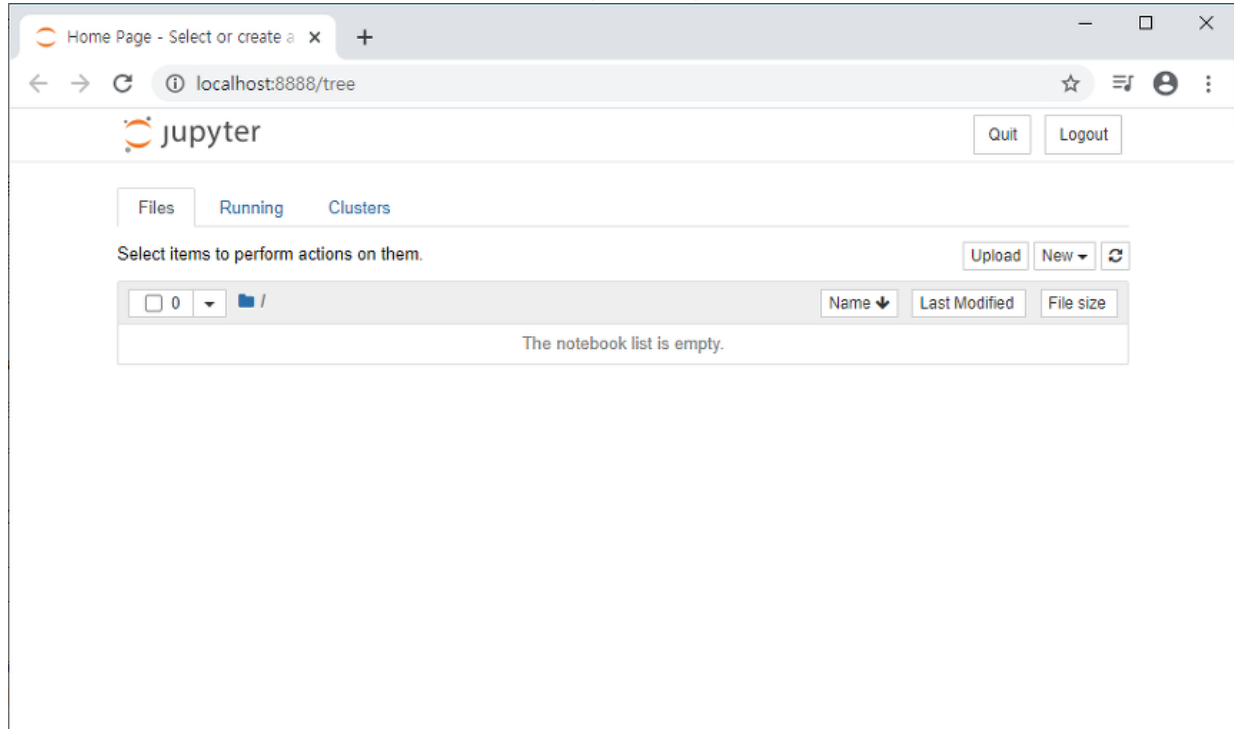 Home Page - Select or create a
localhost:8888/tree
jupyter
Quit Logout
Files Running Clusters
Select items to perform actions on them.
Upload New
0 / Name Last Modified File size
The notebook list is empty.